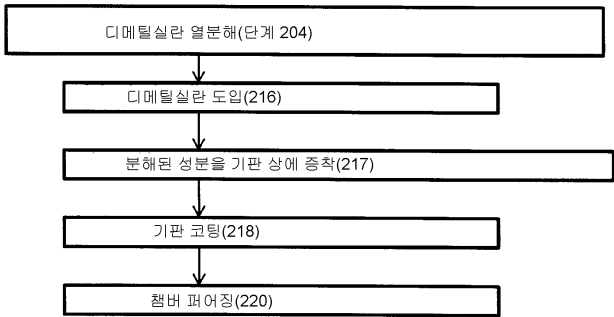 디메틸실란 열분해(단계 204)
디메틸실란 도입(216)
분해된 성분을 기판 상에 증착(217)
기판 코팅(218)
챔버 퍼어징(220)